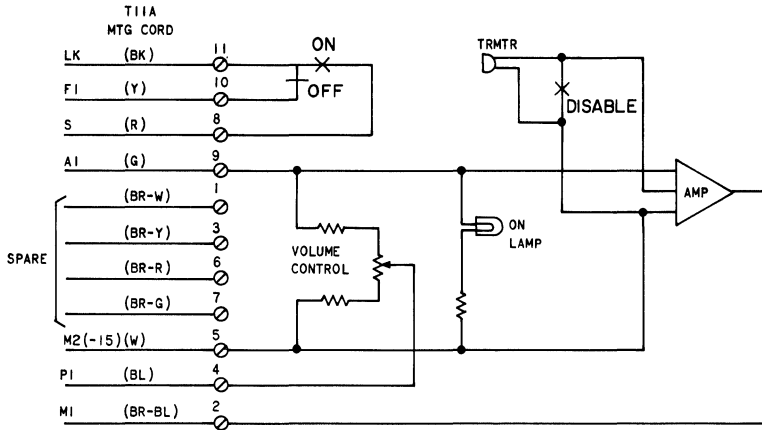 T11A
MTG CORD
LK (BK) 11
ON
F1 (Y) 10
OFF
S (R) 8
A1 (G) 9
(BR-W) 1
(BR-Y) 3
SPARE
(BR-R) 6
(BR-G) 7
M2(-15)(W) 5
P1 (BL) 4
M1 (BR-BL) 2
VOLUME
CONTROL
ON
LAMP
TRMTR
DISABLE
AMP